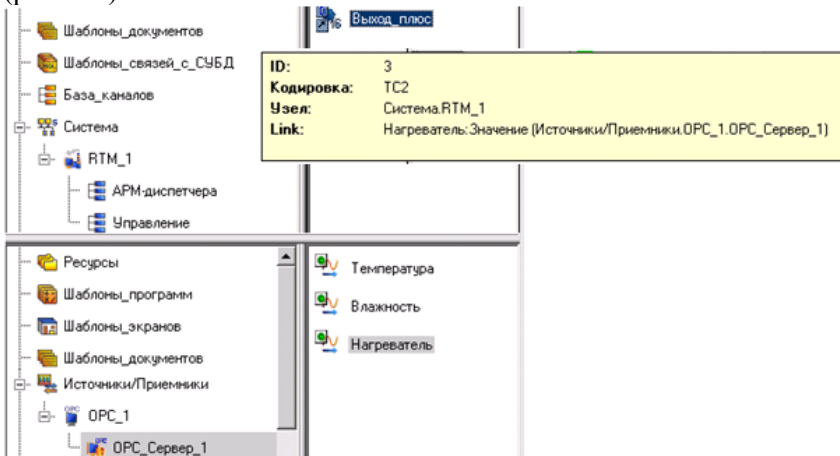 Шаблоны_документов
Выход_плюс
Шаблоны_связей_с_СУБД
ID: 3
Кодировка: TC2
Узел: Система.RTM_1
Link: Нагреватель:Значение (Источники/Приемники.OPC_1.OPC_Сервер_1)
База_каналов
Система
RTM_1
АРМ-диспетчера
Управление
Ресурсы
Шаблоны_программ
Шаблоны_экранов
Шаблоны_документов
Источники/Приемники
OPC_1
OPC_Сервер_1
Температура
Влажность
Нагреватель